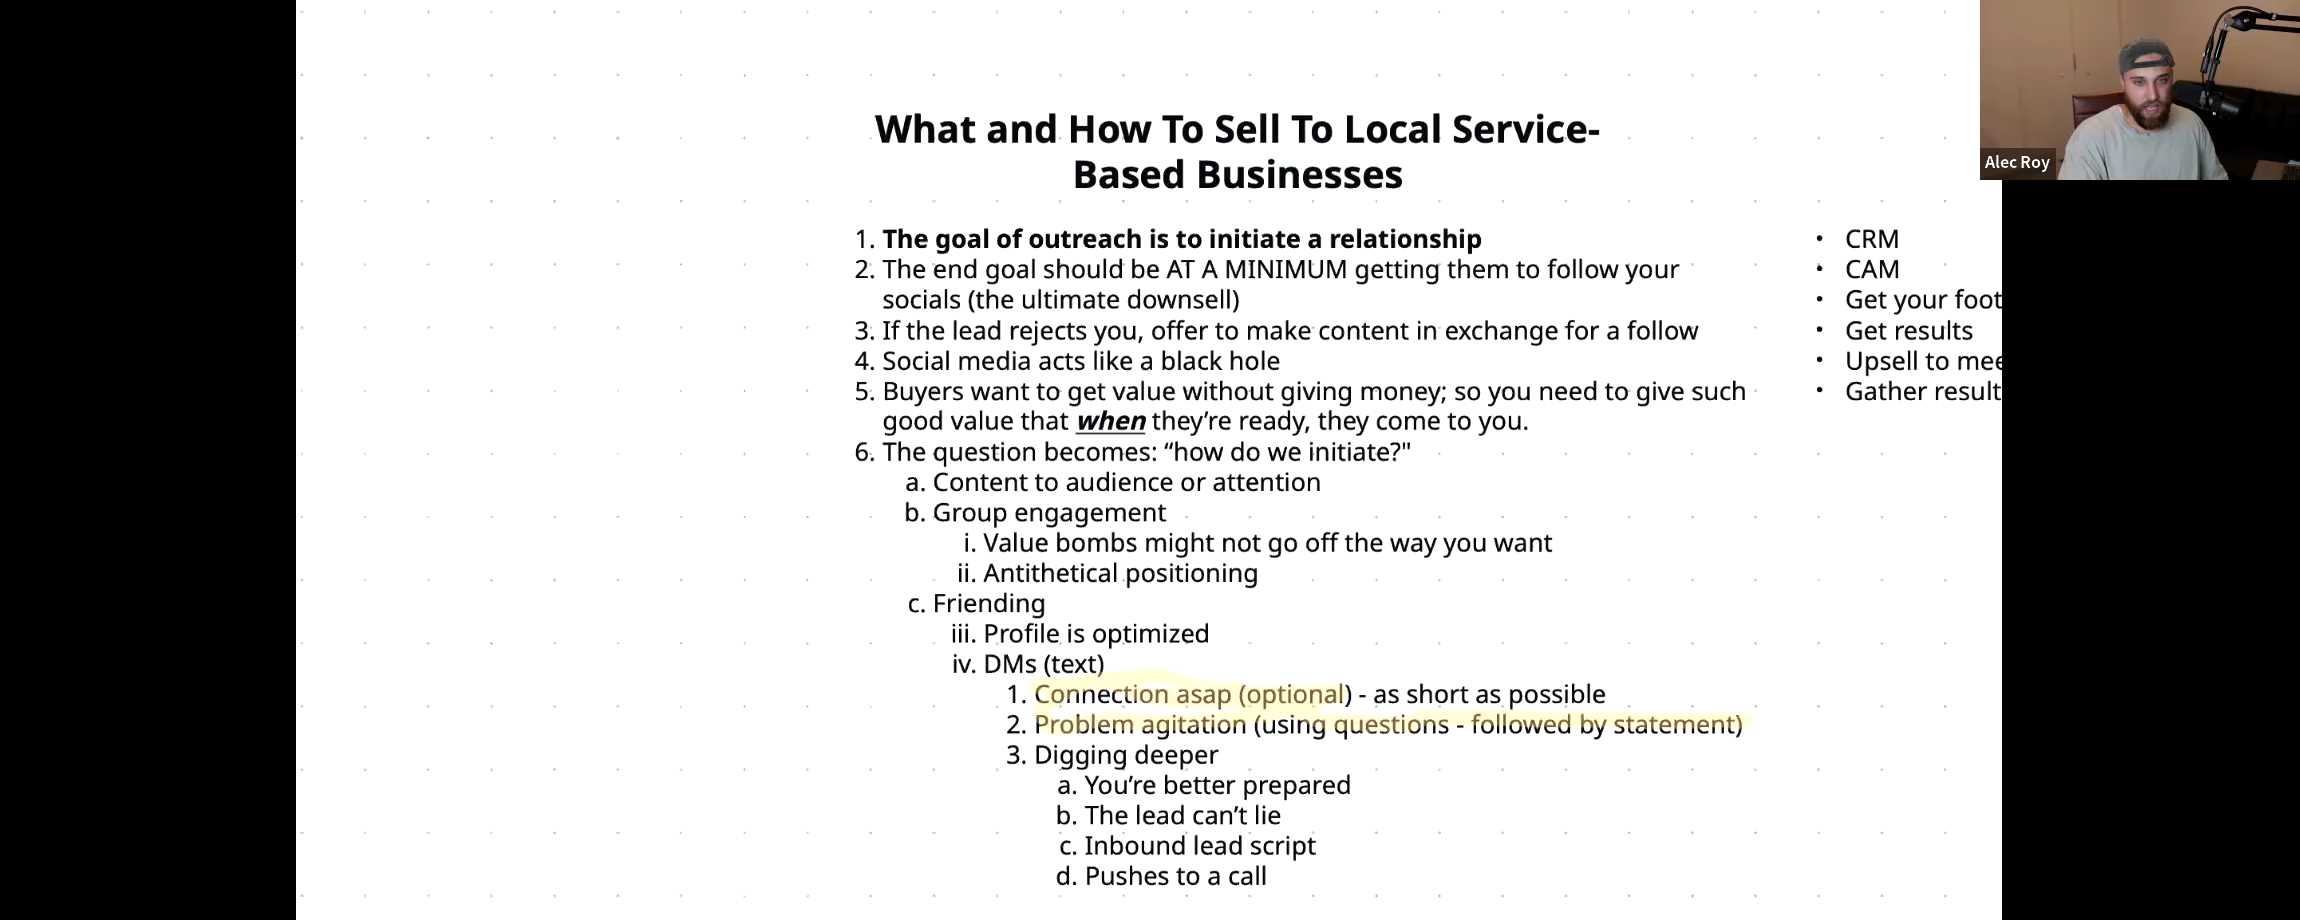 What and How To Sell To Local Service-
Based Businesses
1. The goal of outreach is to initiate a relationship
2. The end goal should be AT A MINIMUM getting them to follow your
socials (the ultimate downsell)
3. If the lead rejects you, offer to make content in exchange for a follow
4. Social media acts like a black hole
5. Buyers want to get value without giving money; so you need to give such
good value that when they’re ready, they come to you.
6. The question becomes: “how do we initiate?"
a. Content to audience or attention
b. Group engagement
i. Value bombs might not go off the way you want
ii. Antithetical positioning
c. Friending
iii. Profile is optimized
iv. DMs (text)
1. Connection asap (optional) - as short as possible
2. Problem agitation (using questions - followed by statement)
3. Digging deeper
a. You’re better prepared
b. The lead can’t lie
c. Inbound lead script
d. Pushes to a call
• CRM
• CAM
• Get your foot
• Get results
• Upsell to
• Gather
Alec Roy